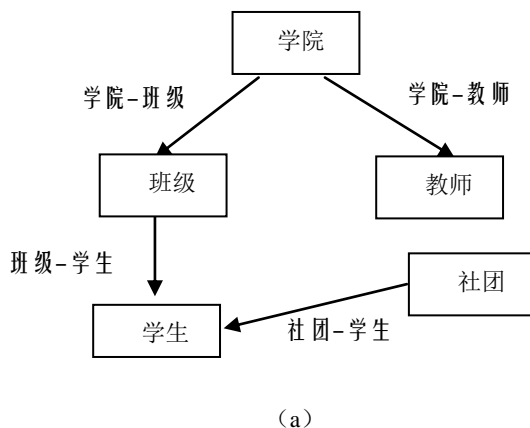 学院
学院-班级
学院-教师
班级
教师
班级-学生
社团
学生
社团-学生
（a）